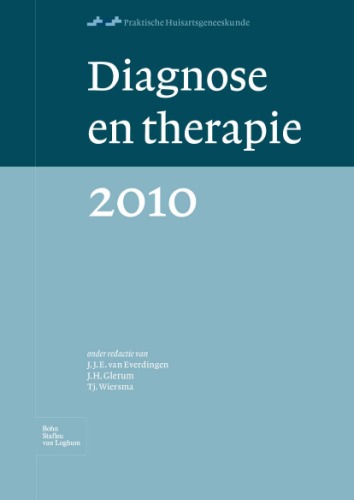 Praktische Huisartsgeneeskunde
Diagnose
en therapie
2010
onder redactie van
J.J.E. van Everdingen
J.H. Glerum
Tj. Wiersma
Bohn
Stafleu
van Loghum